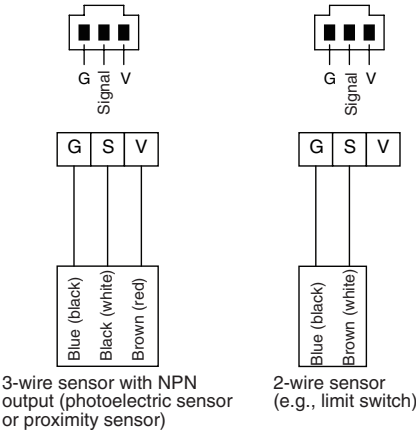 G Signal V
G Signal V
G S V
G S V
Blue (black)
Black (white)
Brown (red)
Blue (black)
Brown (white)
3-wire sensor with NPN
output (photoelectric sensor
or proximity sensor)
2-wire sensor
(e.g., limit switch)